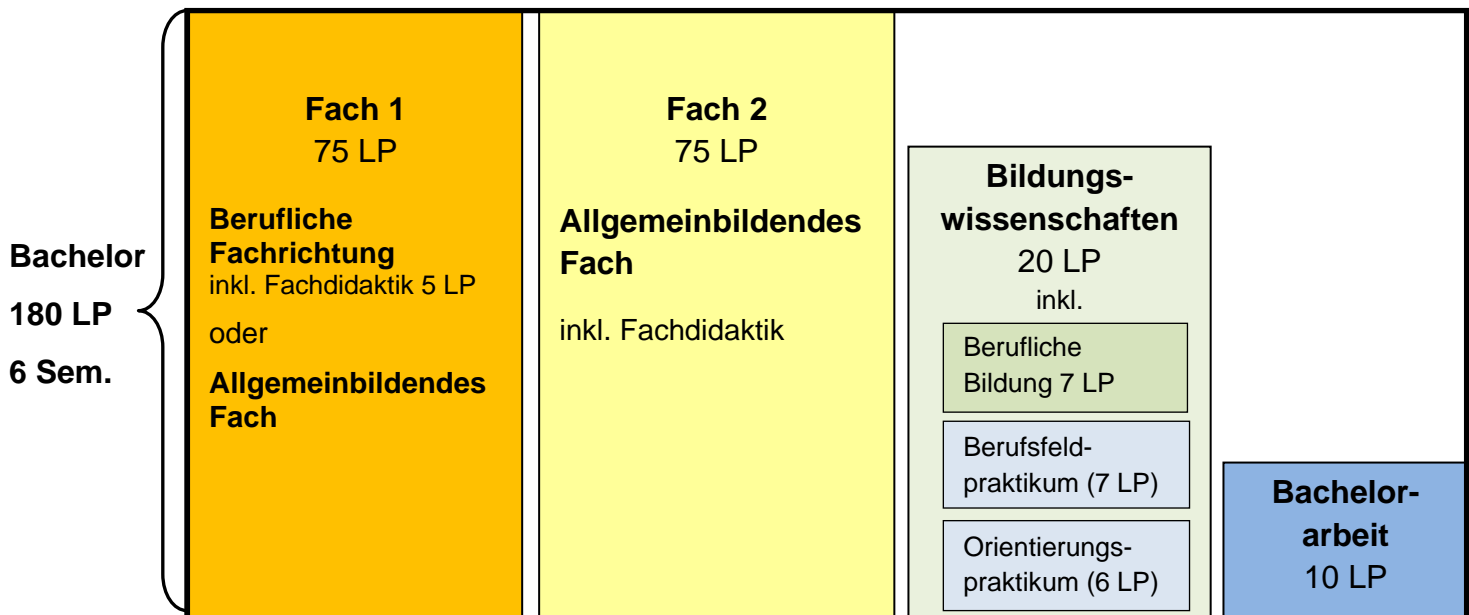 Bachelor
180 LP
6 Sem.
Fach 1
75 LP
Berufliche
Fachrichtung
inkl. Fachdidaktik 5 LP
oder
Allgemeinbildendes
Fach
Fach 2
75 LP
Allgemeinbildendes
Fach
inkl. Fachdidaktik
Bildungs-
wissenschaften
20 LP
inkl.
Berufliche
Bildung 7 LP
Berufsfeld-
praktikum (7 LP)
Orientierungs-
praktikum (6 LP)
Bachelor-
arbeit
10 LP